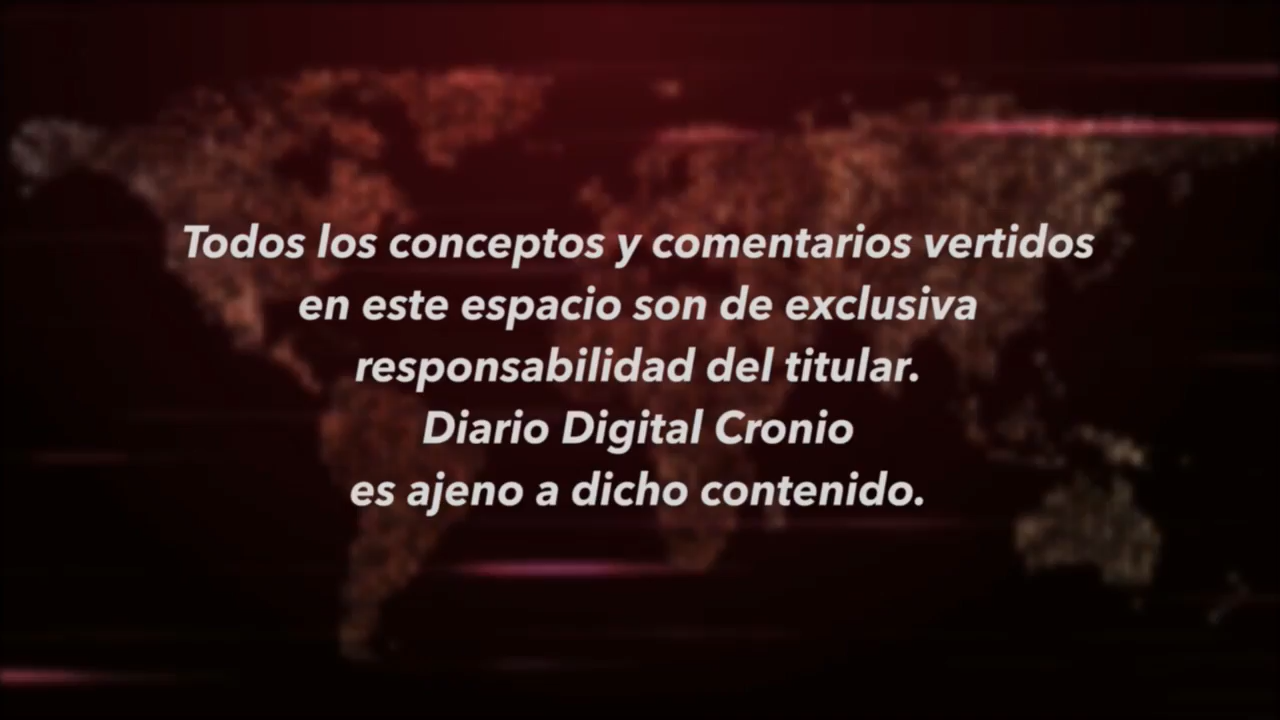 Todos los conceptos y comentarios vertidos
en este espacio son de exclusiva
responsabilidad del titular.
Diario Digital Cronio
es ajeno a dicho contenido.